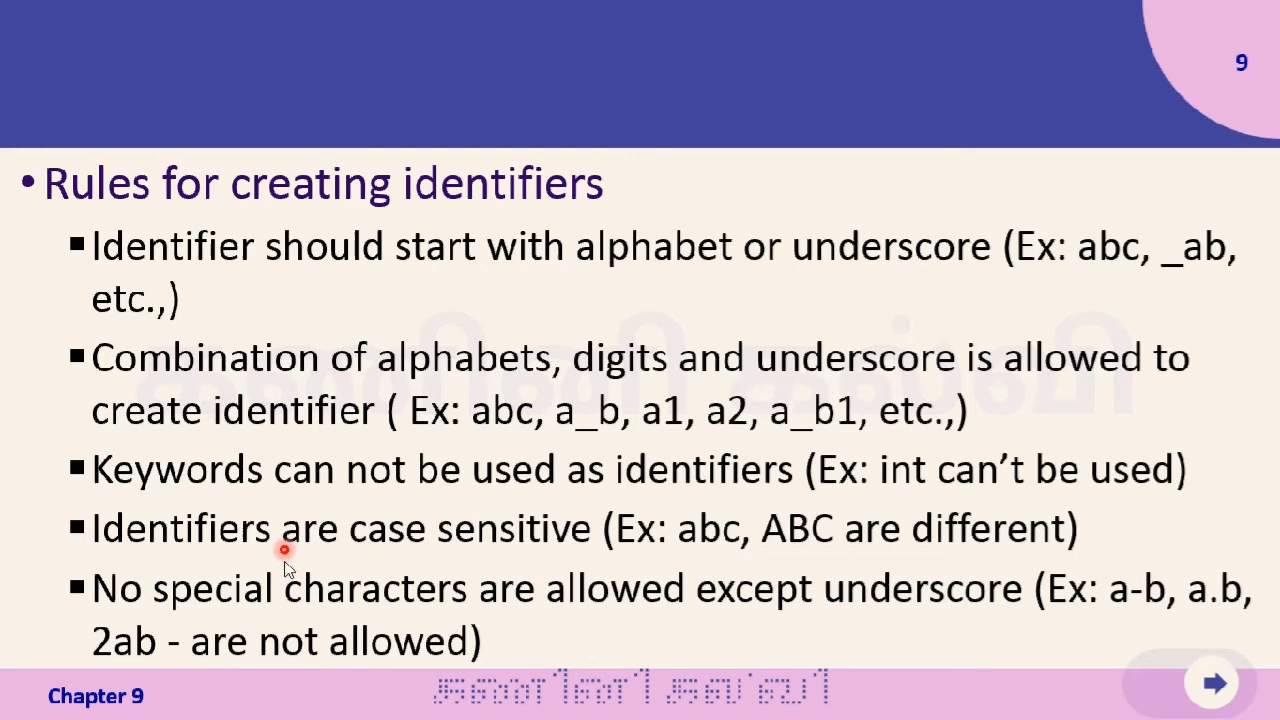 9
• Rules for creating identifiers
▪ Identifier should start with alphabet or underscore (Ex: abc, _ab,
etc.,)
▪ Combination of alphabets, digits and underscore is allowed to
create identifier ( Ex: abc, a_b, a1, a2, a_b1, etc.,)
▪ Keywords can not be used as identifiers (Ex: int can’t be used)
▪ Identifiers are case sensitive (Ex: abc, ABC are different)
▪ No special characters are allowed except underscore (Ex: a-b, a.b,
2ab - are not allowed)
Chapter 9